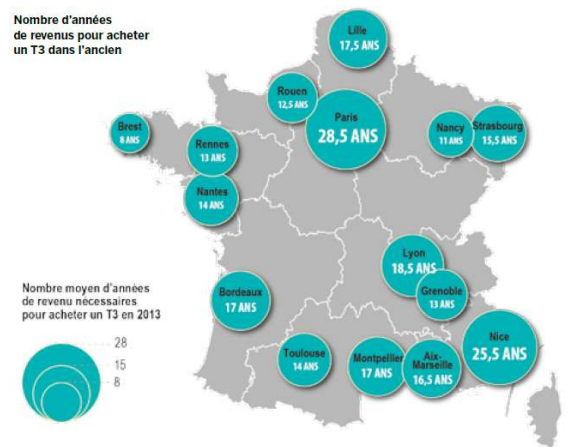 Nombre d'années
de revenus pour acheter
un T3 dans l'ancien
Lille
17,5 ANS
Rouen
12,5 ANS
Paris
28,5 ANS
Brest
8 ANS
Rennes
13 ANS
Nancy
11 ANS
Strasbourg
15,5 ANS
Nantes
14 ANS
Lyon
18,5 ANS
Grenoble
13 ANS
Bordeaux
17 ANS
Nice
25,5 ANS
Toulouse
14 ANS
Montpellier
17 ANS
Aix-
Marseille
16,5 ANS
Nombre moyen d'années
de revenu nécessaires
pour acheter un T3 en 2013
28
15
8